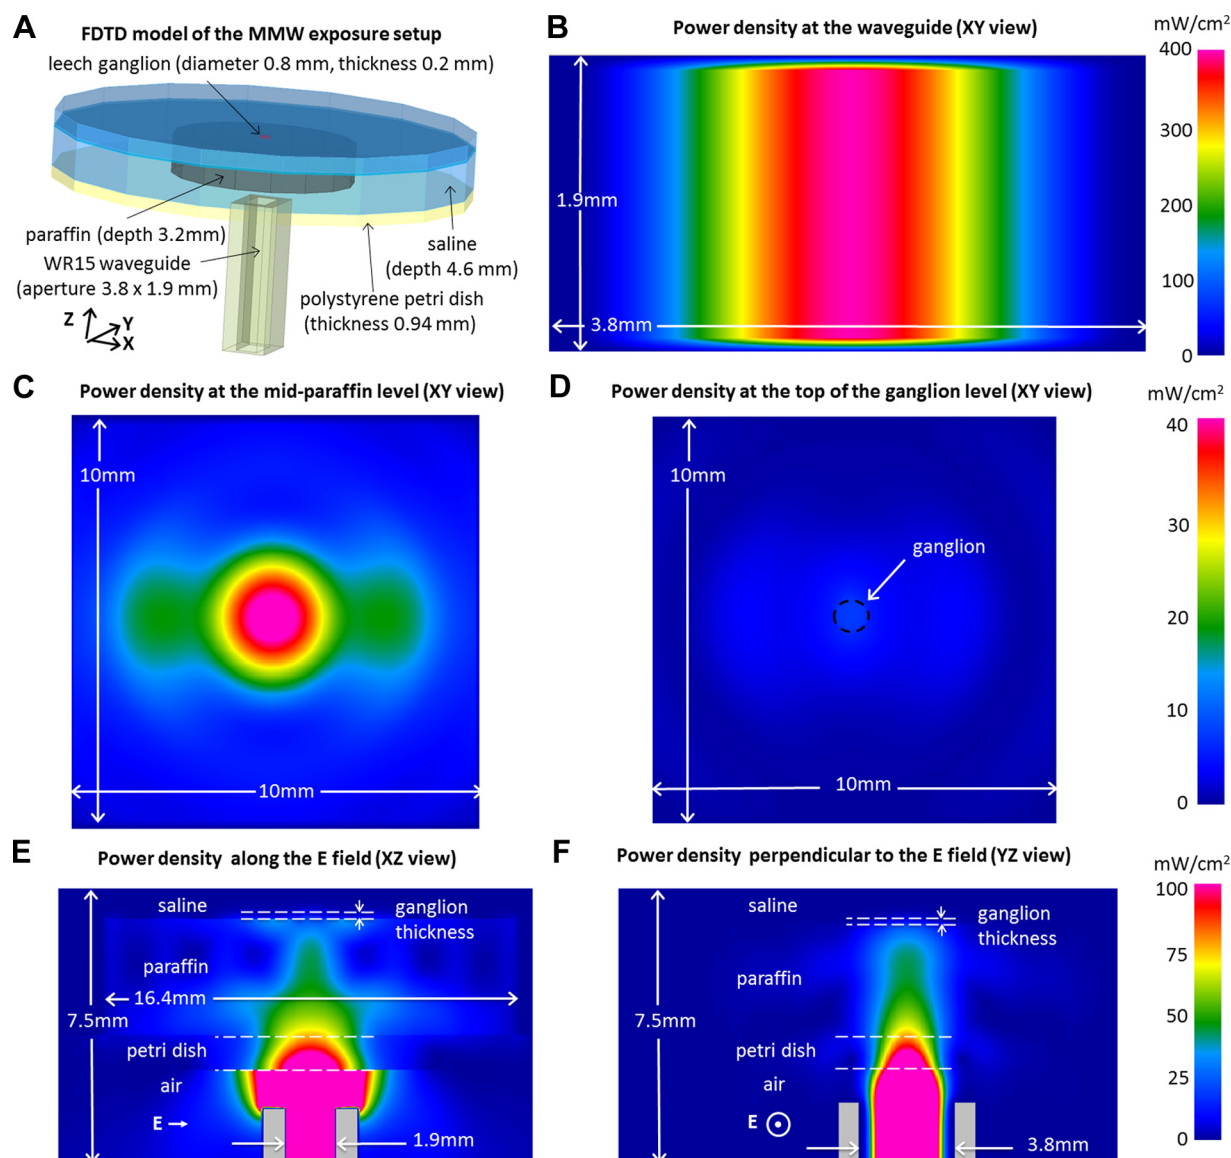 A
FDTD model of the MMW exposure setup
leech ganglion (diameter 0.8 mm, thickness 0.2 mm)
paraffin (depth 3.2mm)
WR15 waveguide
(aperture 3.8 x 1.9 mm)
saline
(depth 4.6 mm)
polystyrene petri dish
(thickness 0.94 mm)
Z
Y
X
B
Power density at the waveguide (XY view)
1.9mm
3.8mm
mW/cm²
400
300
200
100
0
C
Power density at the mid-paraffin level (XY view)
10mm
10mm
D
Power density at the top of the ganglion level (XY view)
10mm
ganglion
10mm
mW/cm²
40
30
20
10
0
E
Power density along the E field (XZ view)
saline
ganglion
thickness
paraffin
16.4mm
7.5mm
petri dish
air
E
1.9mm
F
Power density perpendicular to the E field (YZ view)
saline
ganglion
thickness
paraffin
7.5mm
petri dish
air
E
3.8mm
mW/cm²
100
75
50
25
0